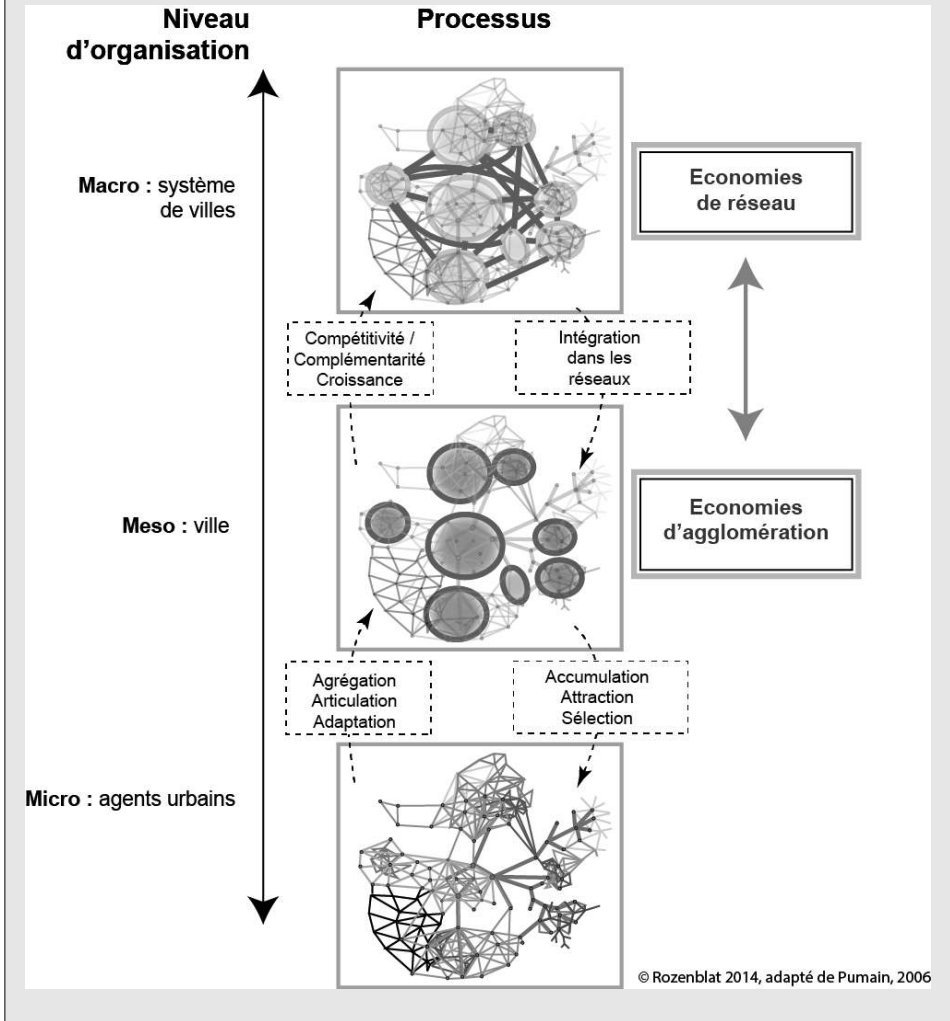 Niveau
d'organisation
Processus
Macro : système
de villes
Economies
de réseau
Compétitivité /
Complémentarité
Croissance
Intégration
dans les
réseaux
Meso : ville
Economies
d'agglomération
Agrégation
Articulation
Adaptation
Accumulation
Attraction
Sélection
Micro : agents urbains
© Rozenblat 2014, adapté de Pumain, 2006